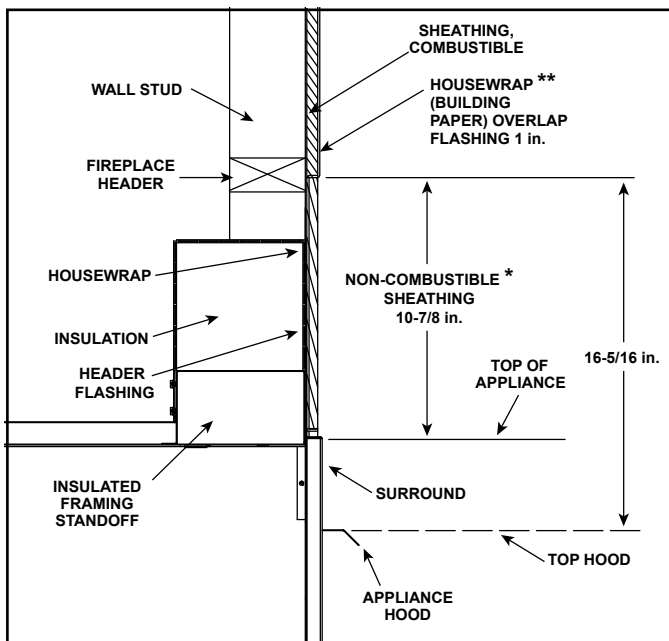 SHEATHING,
COMBUSTIBLE
WALL STUD
HOUSEWRAP **
(BUILDING
PAPER) OVERLAP
FLASHING 1 in.
FIREPLACE
HEADER
HOUSEWRAP
NON-COMBUSTIBLE *
SHEATHING
10-7/8 in.
INSULATION
16-5/16 in.
HEADER
FLASHING
TOP OF
APPLIANCE
INSULATED
FRAMING
STANDOFF
SURROUND
TOP HOOD
APPLIANCE
HOOD